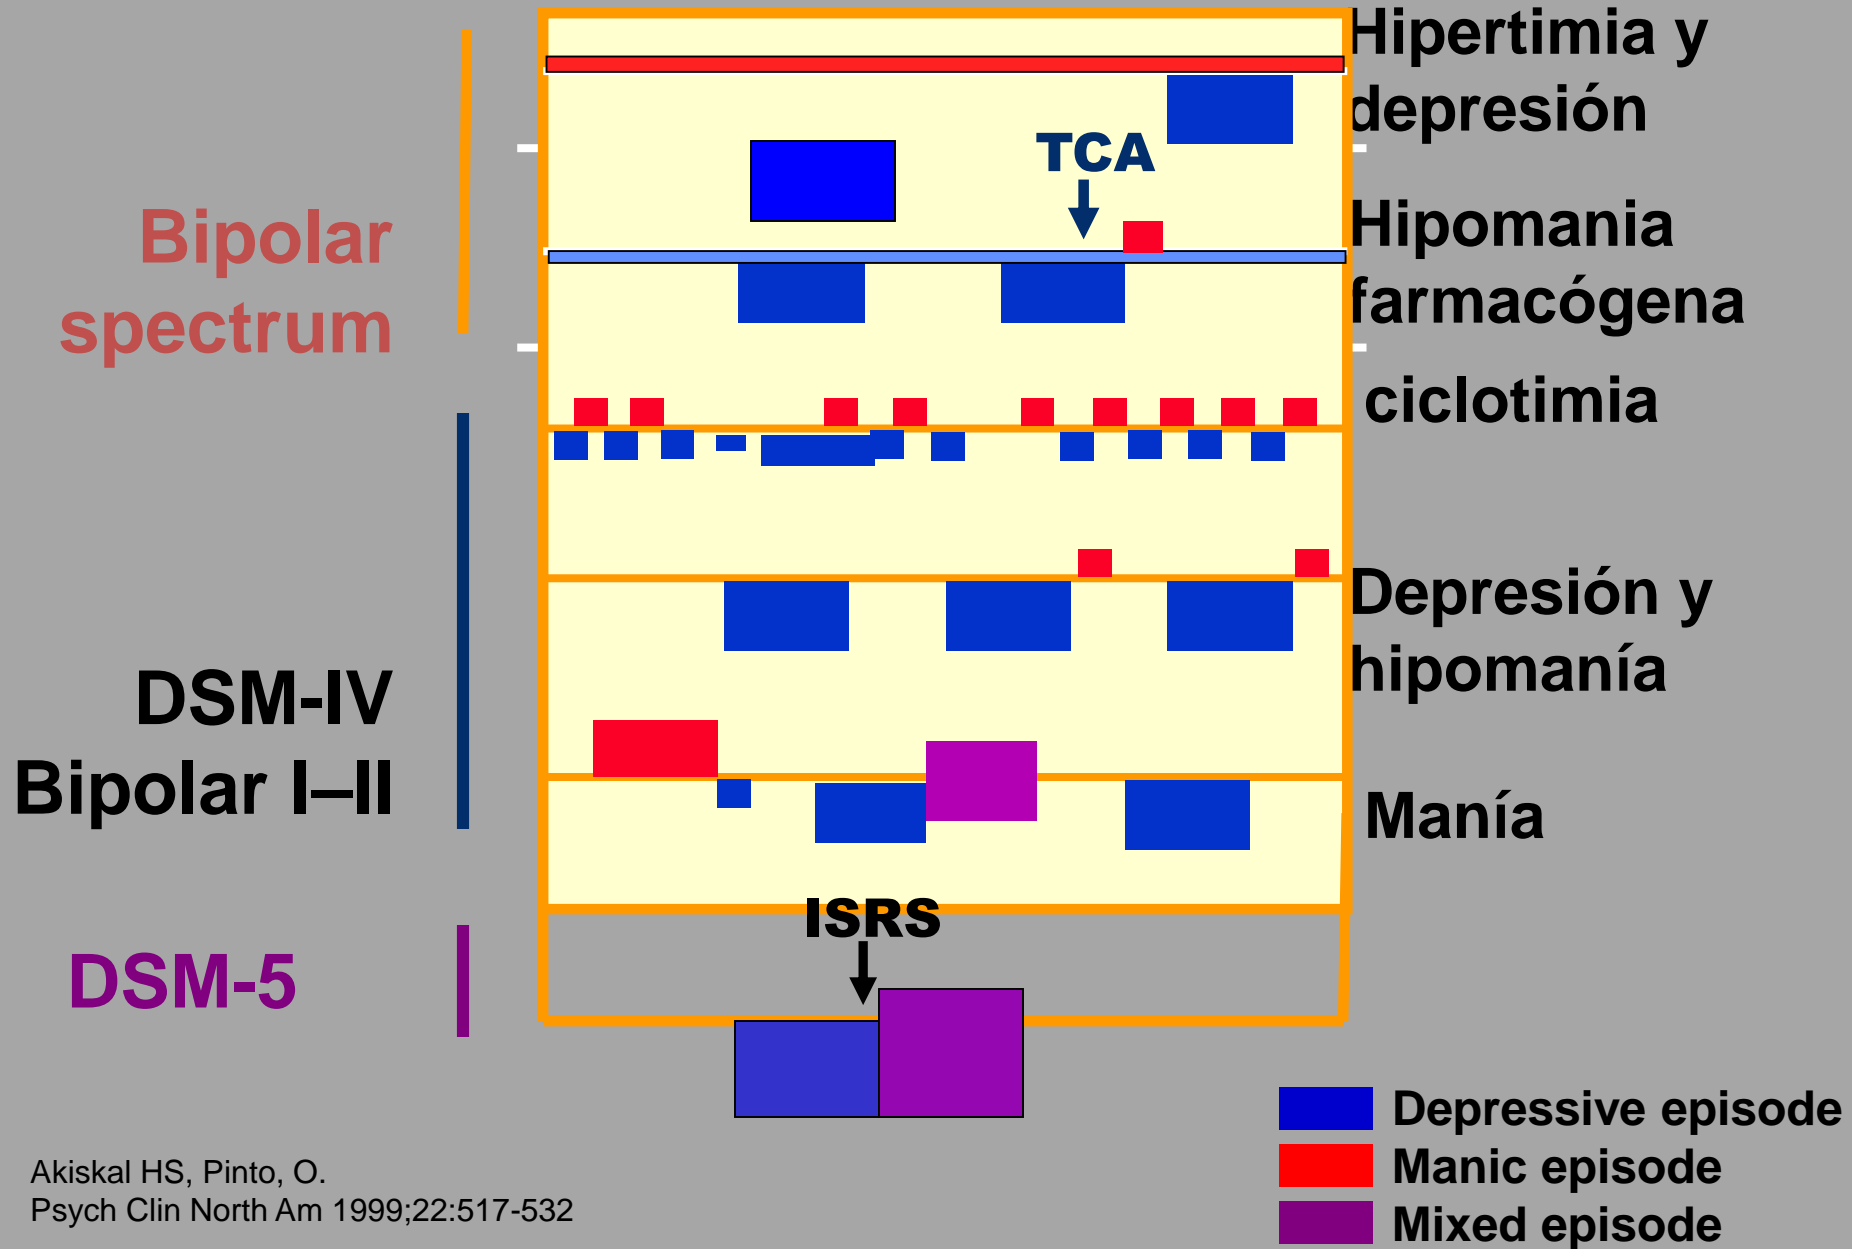 Hipertimia y
depresión
TCA
Bipolar
spectrum
Hipomania
farmacógena
ciclotimia
Depresión y
hipomanía
DSM-IV
Bipolar I–II
Manía
ISRS
DSM-5
Depressive episode
Manic episode
Mixed episode
Akiskal HS, Pinto, O.
Psych Clin North Am 1999;22:517-532